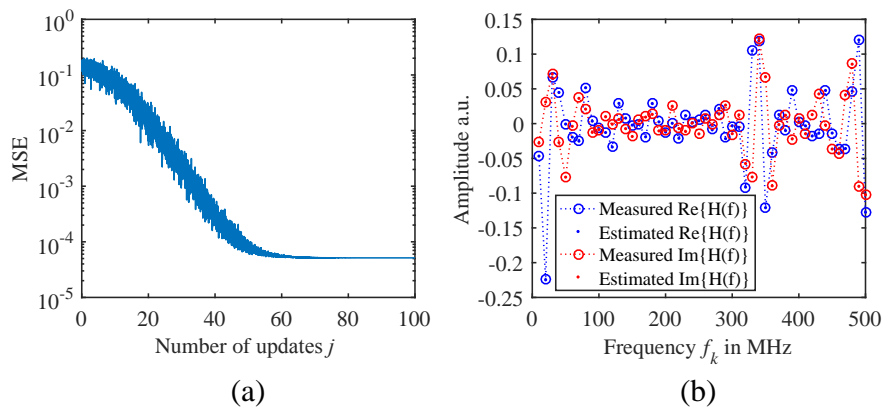 10^0
10^-1
10^-2
10^-3
10^-4
10^-5
MSE
0 20 40 60 80 100
Number of updates j
(a)
0.15
0.1
0.05
0
-0.05
-0.1
-0.15
-0.2
-0.25
Amplitude a.u.
Measured Re{H(f)}
Estimated Re{H(f)}
Measured Im{H(f)}
Estimated Im{H(f)}
0 100 200 300 400 500
Frequency f_k in MHz
(b)